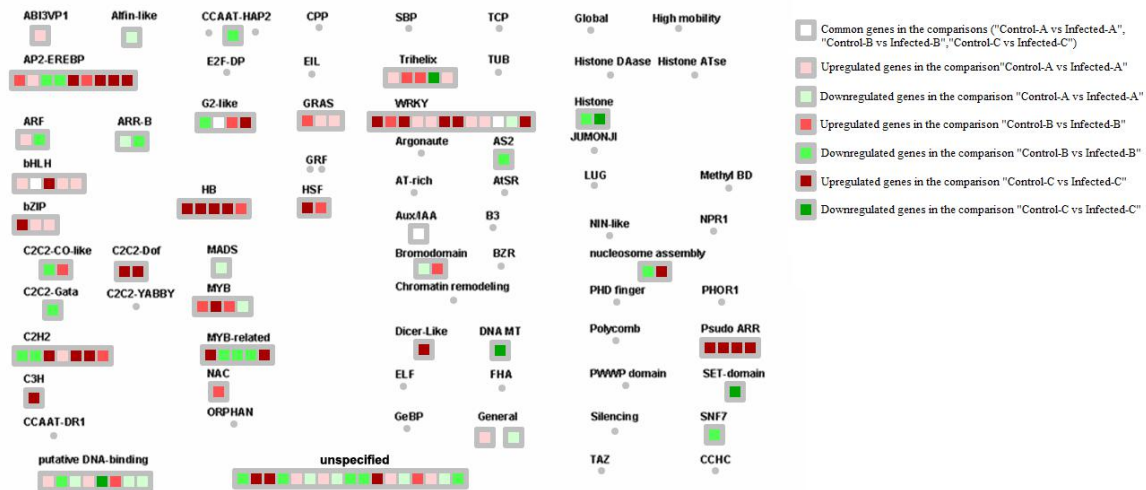 ABI3VP1
Alfin-like
CCAAT-HAP2
CPP
SBP
TCP
Global
High mobility
AP2-EREBP
E2F-DP
EIL
Trihelix
TUB
Histone DAase
Histone ATse
ARF
ARR-B
G2-like
GRAS
WRKY
Histone
Argonaute
AS2
JUMONJI
bHLH
GRF
AT-rich
AtSR
LUG
Methyl BD
HB
HSF
bZIP
Aux/IAA
B3
NIN-like
NPR1
C2C2-CO-like
C2C2-Dof
MADS
Bromodomain
BZR
nucleosome assembly
C2C2-Gata
C2C2-YABBY
MYB
Chromatin remodeling
PHD finger
PHOR1
C2H2
MYB-related
Dicer-Like
DNA MT
Polycomb
Psudo ARR
C3H
NAC
ELF
FHA
PWWP domain
SET-domain
CCAAT-DR1
ORPHAN
GeBP
General
Silencing
SNF7
putative DNA-binding
unspecified
TAZ
CCHC
Common genes in the comparisons ("Control-A vs Infected-A",
"Control-B vs Infected-B","Control-C vs Infected-C")
Upregulated genes in the comparison"Control-A vs Infected-A"
Downregulated genes in the comparison "Control-A vs Infected-A"
Upregulated genes in the comparison "Control-B vs Infected-B"
Downregulated genes in the comparison "Control-B vs Infected-B"
Upregulated genes in the comparison "Control-C vs Infected-C"
Downregulated genes in the comparison "Control-C vs Infected-C"